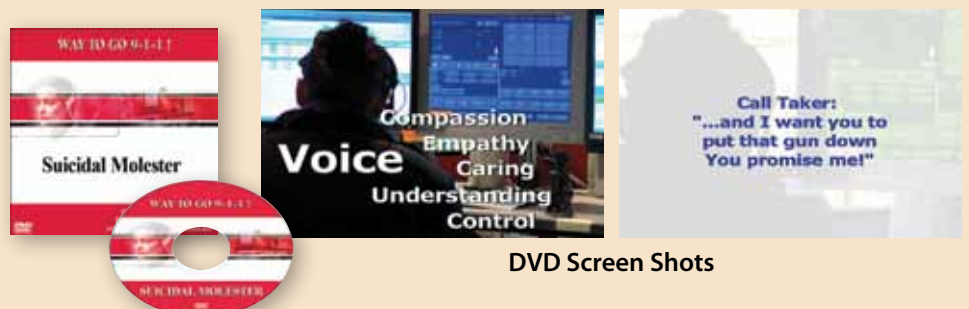 WAY TO GO 9-1-1!
Suicidal Molester
DVD
WAY TO GO 9-1-1!
SUICIDAL MOLESTER
Voice
Compassion
Empathy
Caring
Understanding
Control
Call Taker:
"...and I want you to
put that gun down
You promise me!"
DVD Screen Shots